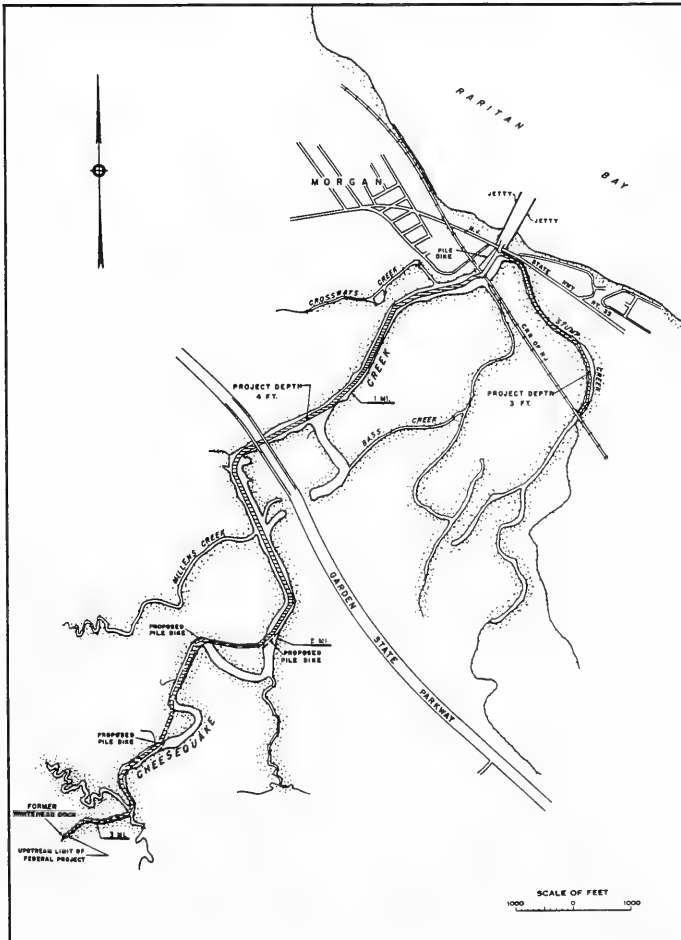 RARITAN
BAY
MORGAN
JETTY
JETTY
PILE
DIKE
N.J.
STATE
HWY
RT. 35
CROSSWAYS CREEK
STUMP
CREEK
CRR OF N.J.
CREEK
PROJECT DEPTH
4 FT.
1 MI.
PROJECT DEPTH
3 FT.
BASS CREEK
MILLENS CREEK
GARDEN
STATE
PARKWAY
PROPOSED
PILE DIKE
2 MI.
PROPOSED
PILE DIKE
PROPOSED
PILE DIKE
CHEESEQUAKE
FORMER
WHITEHEAD DOCK
3 MI.
UPSTREAM LIMIT OF
FEDERAL PROJECT
SCALE OF FEET
1000 0 1000